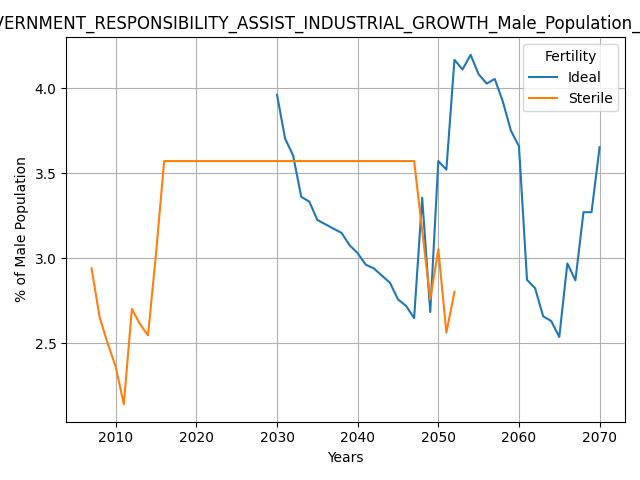 VERNMENT_RESPONSIBILITY_ASSIST_INDUSTRIAL_GROWTH_Male_Population_
Fertility
Ideal
Sterile
% of Male Population
4.0
3.5
3.0
2.5
2010 2020 2030 2040 2050 2060 2070
Years